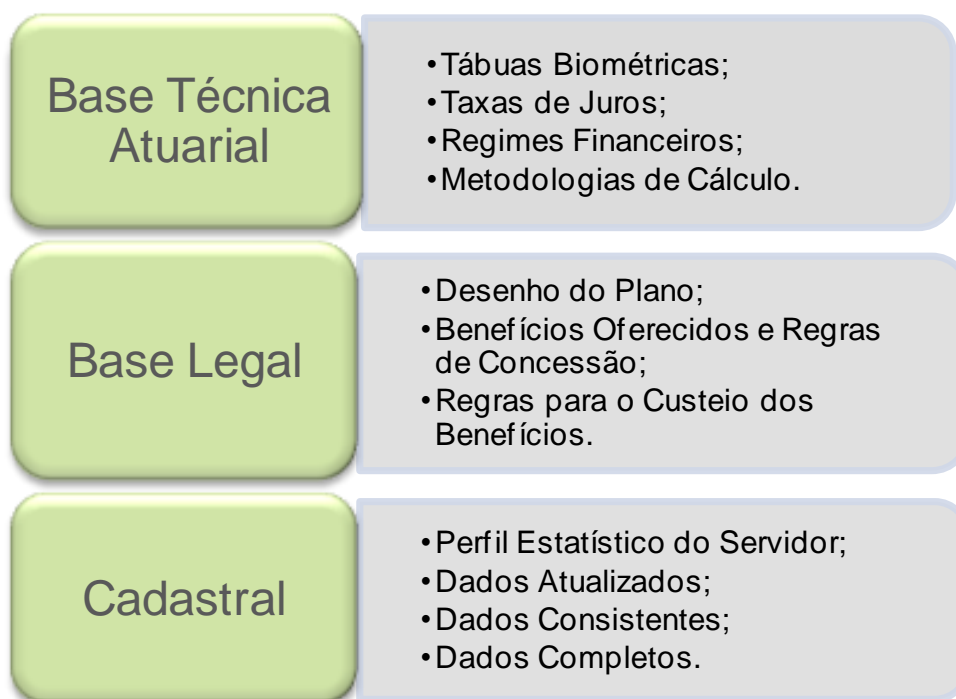 Base Técnica
Atuarial
•Tábuas Biométricas;
•Taxas de Juros;
•Regimes Financeiros;
•Metodologias de Cálculo.
Base Legal
•Desenho do Plano;
•Benefícios Oferecidos e Regras
de Concessão;
•Regras para o Custeio dos
Benefícios.
Cadastral
•Perfil Estatístico do Servidor;
•Dados Atualizados;
•Dados Consistentes;
•Dados Completos.